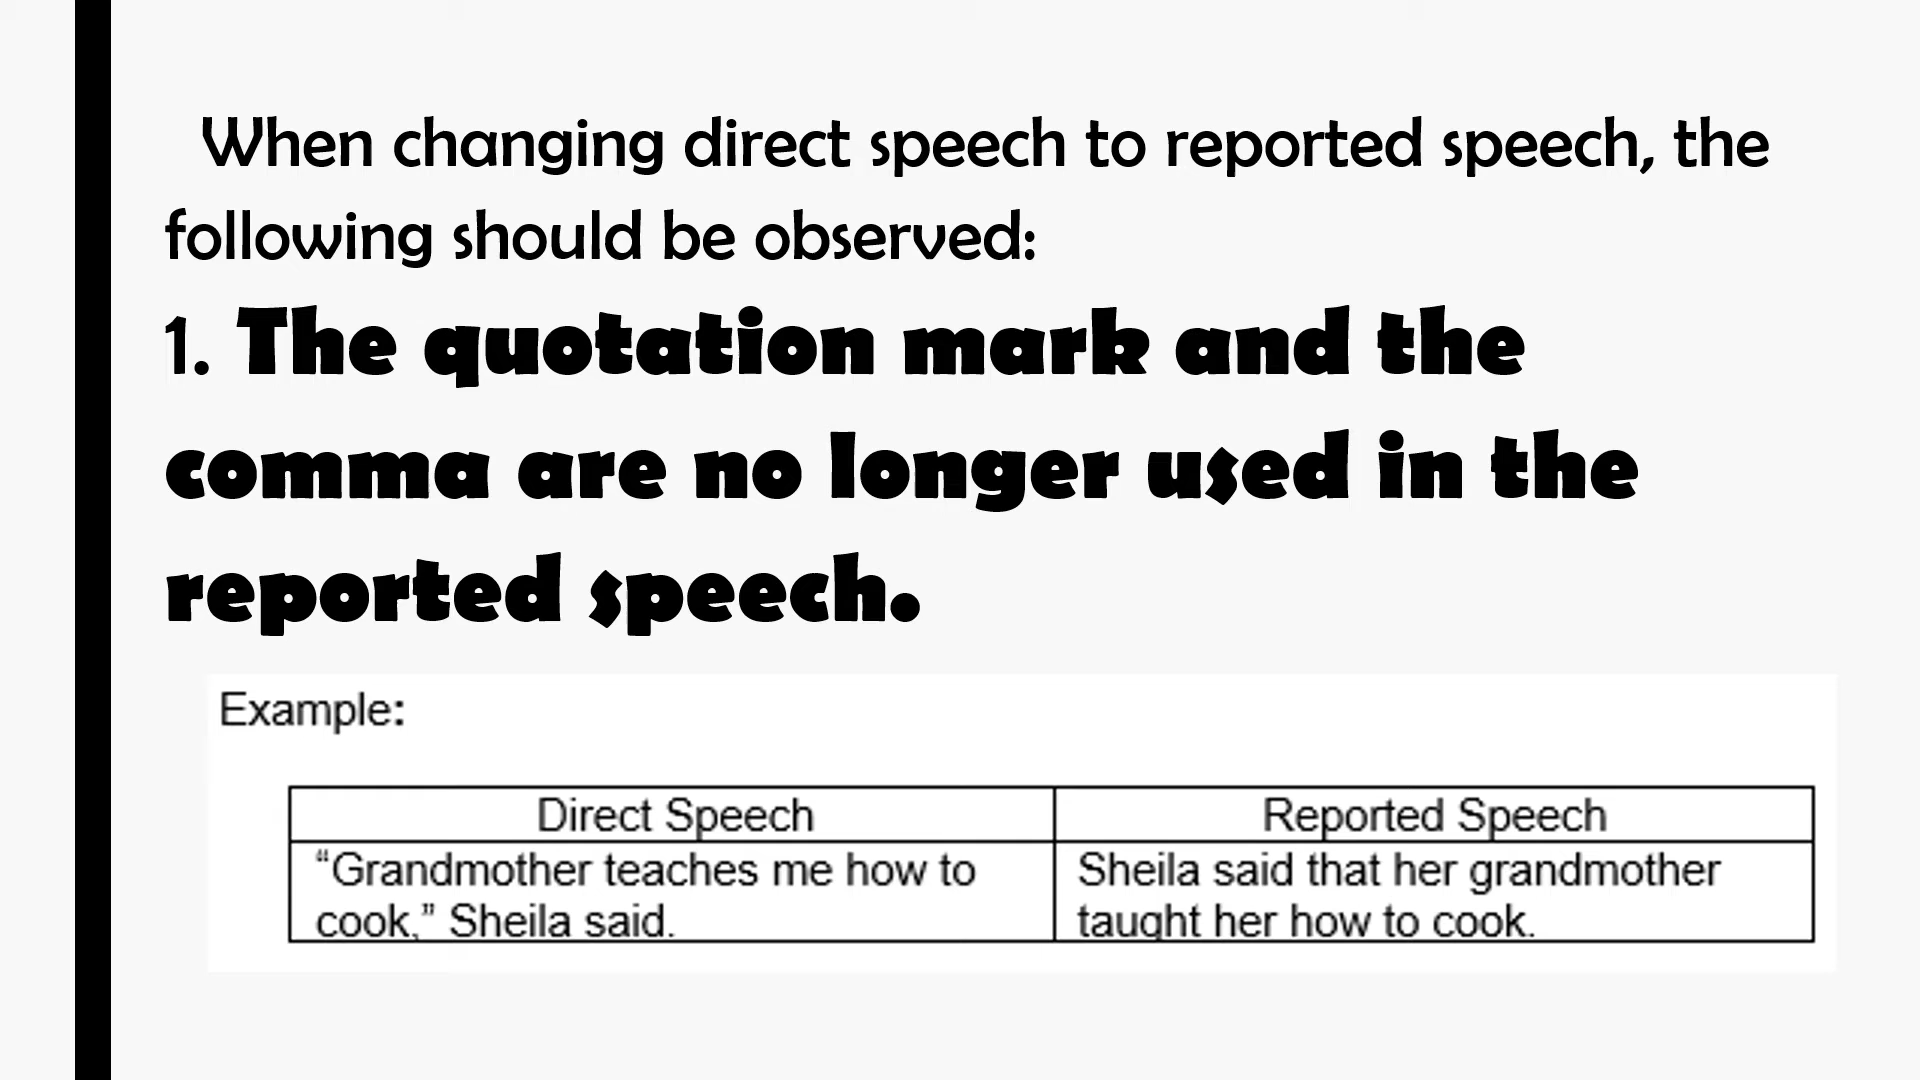 When changing direct speech to reported speech, the
following should be observed:
1. The quotation mark and the
comma are no longer used in the
reported speech.
Example:
Direct Speech
Reported Speech
“Grandmother teaches me how to
cook,” Sheila said.
Sheila said that her grandmother
taught her how to cook.